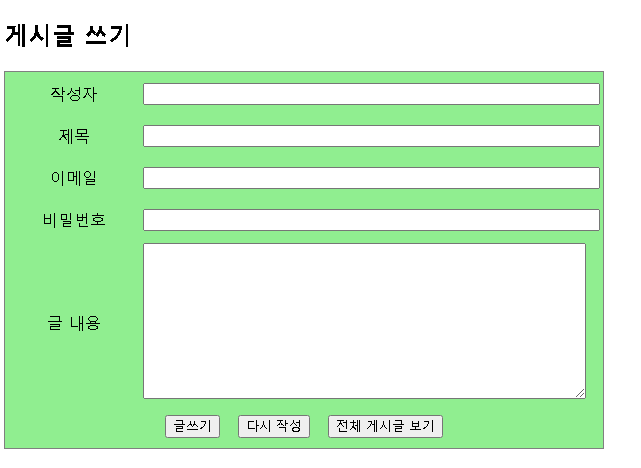 게시글 쓰기
작성자
제목
이메일
비밀번호
글 내용
글쓰기 다시 작성 전체 게시글 보기